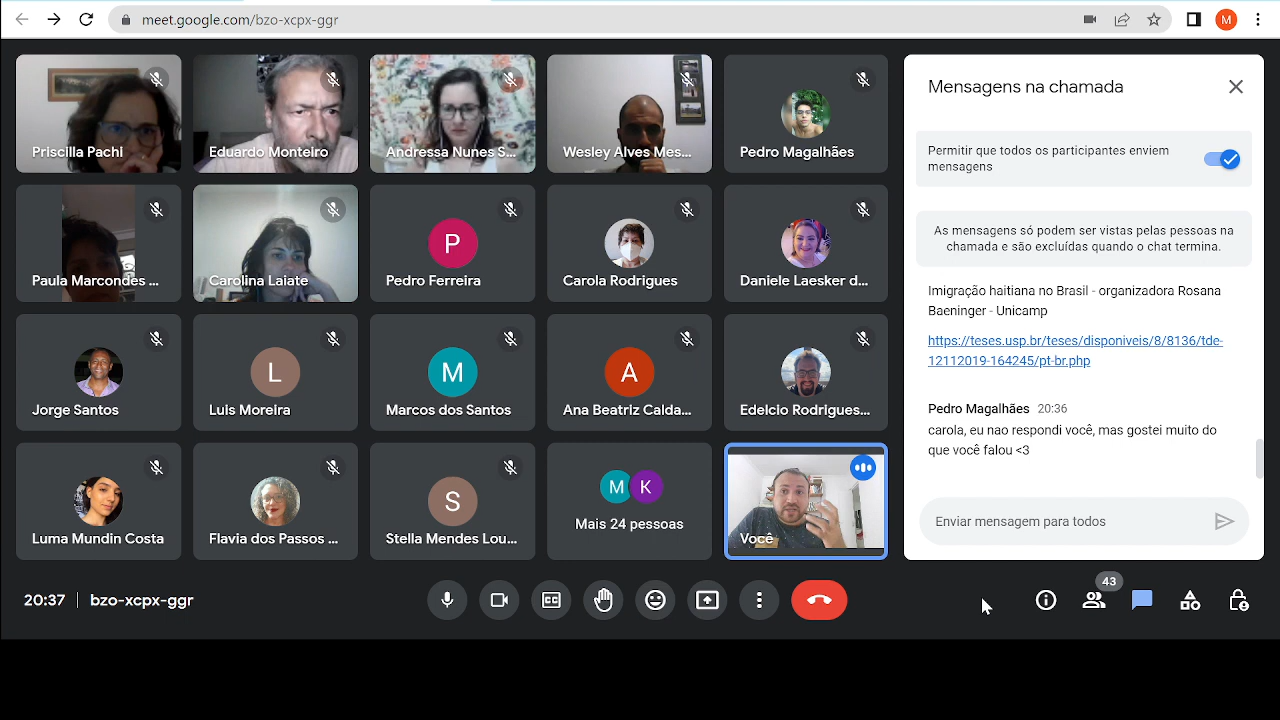 meet.google.com/bzo-xcpx-ggr
M
Priscilla Pachi
Eduardo Monteiro
Andressa Nunes S...
Wesley Alves Mes...
Pedro Magalhães
Paula Marcondes ...
Carolina Laiate
P
Pedro Ferreira
Carola Rodrigues
Daniele Laesker d...
Jorge Santos
L
Luis Moreira
M
Marcos dos Santos
A
Ana Beatriz Calda...
Edelcio Rodrigues...
Luma Mundin Costa
Flavia dos Passos ...
S
Stella Mendes Lou...
M K
Mais 24 pessoas
Você
Mensagens na chamada
Permitir que todos os participantes enviem
mensagens
As mensagens só podem ser vistas pelas pessoas na
chamada e são excluídas quando o chat termina.
Imigração haitiana no Brasil - organizadora Rosana
Baeninger - Unicamp
https://teses.usp.br/teses/disponiveis/8/8136/tde-
12112019-164245/pt-br.php
Pedro Magalhães 20:36
carola, eu nao respondi você, mas gostei muito do
que você falou <3
Enviar mensagem para todos
20:37 | bzo-xcpx-ggr
CC
43